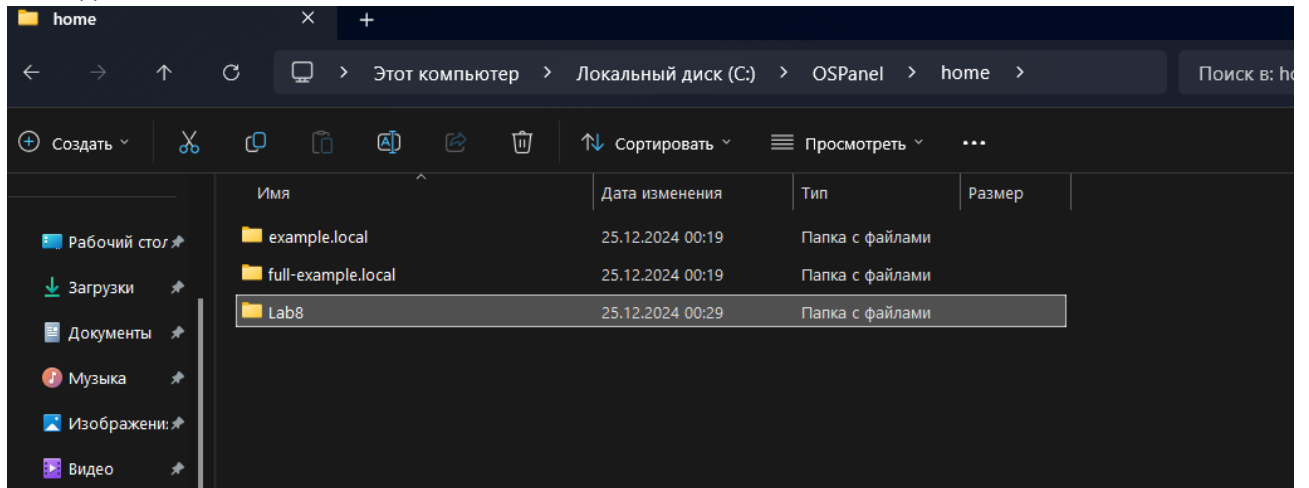 home
Этот компьютер > Локальный диск (C:) > OSPanel > home >
Поиск в: ho
Создать
Сортировать
Просмотреть
Имя
Дата изменения
Тип
Размер
Рабочий стол
Загрузки
Документы
Музыка
Изображени
Видео
example.local 25.12.2024 00:19 Папка с файлами
full-example.local 25.12.2024 00:19 Папка с файлами
Lab8 25.12.2024 00:29 Папка с файлами